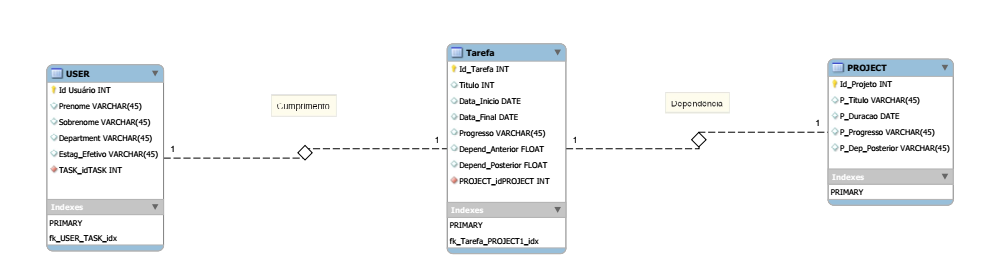 USER
Id Usuário INT
Prenome VARCHAR(45)
Sobrenome VARCHAR(45)
Department VARCHAR(45)
Estag_Efetivo VARCHAR(45)
TASK_idTASK INT
Indexes
PRIMARY
fk_USER_TASK_idx
1
Cumprimento
1
Tarefa
Id_Tarefa INT
Titulo INT
Data_Inicio DATE
Data_Final DATE
Progresso VARCHAR(45)
Depend_Anterior FLOAT
Depend_Posterior FLOAT
PROJECT_idPROJECT INT
Indexes
PRIMARY
fk_Tarefa_PROJECT1_idx
1
Dependência
1
PROJECT
Id_Projeto INT
P_Titulo VARCHAR(45)
P_Duracao DATE
P_Progresso VARCHAR(45)
P_Dep_Posterior VARCHAR(45)
Indexes
PRIMARY